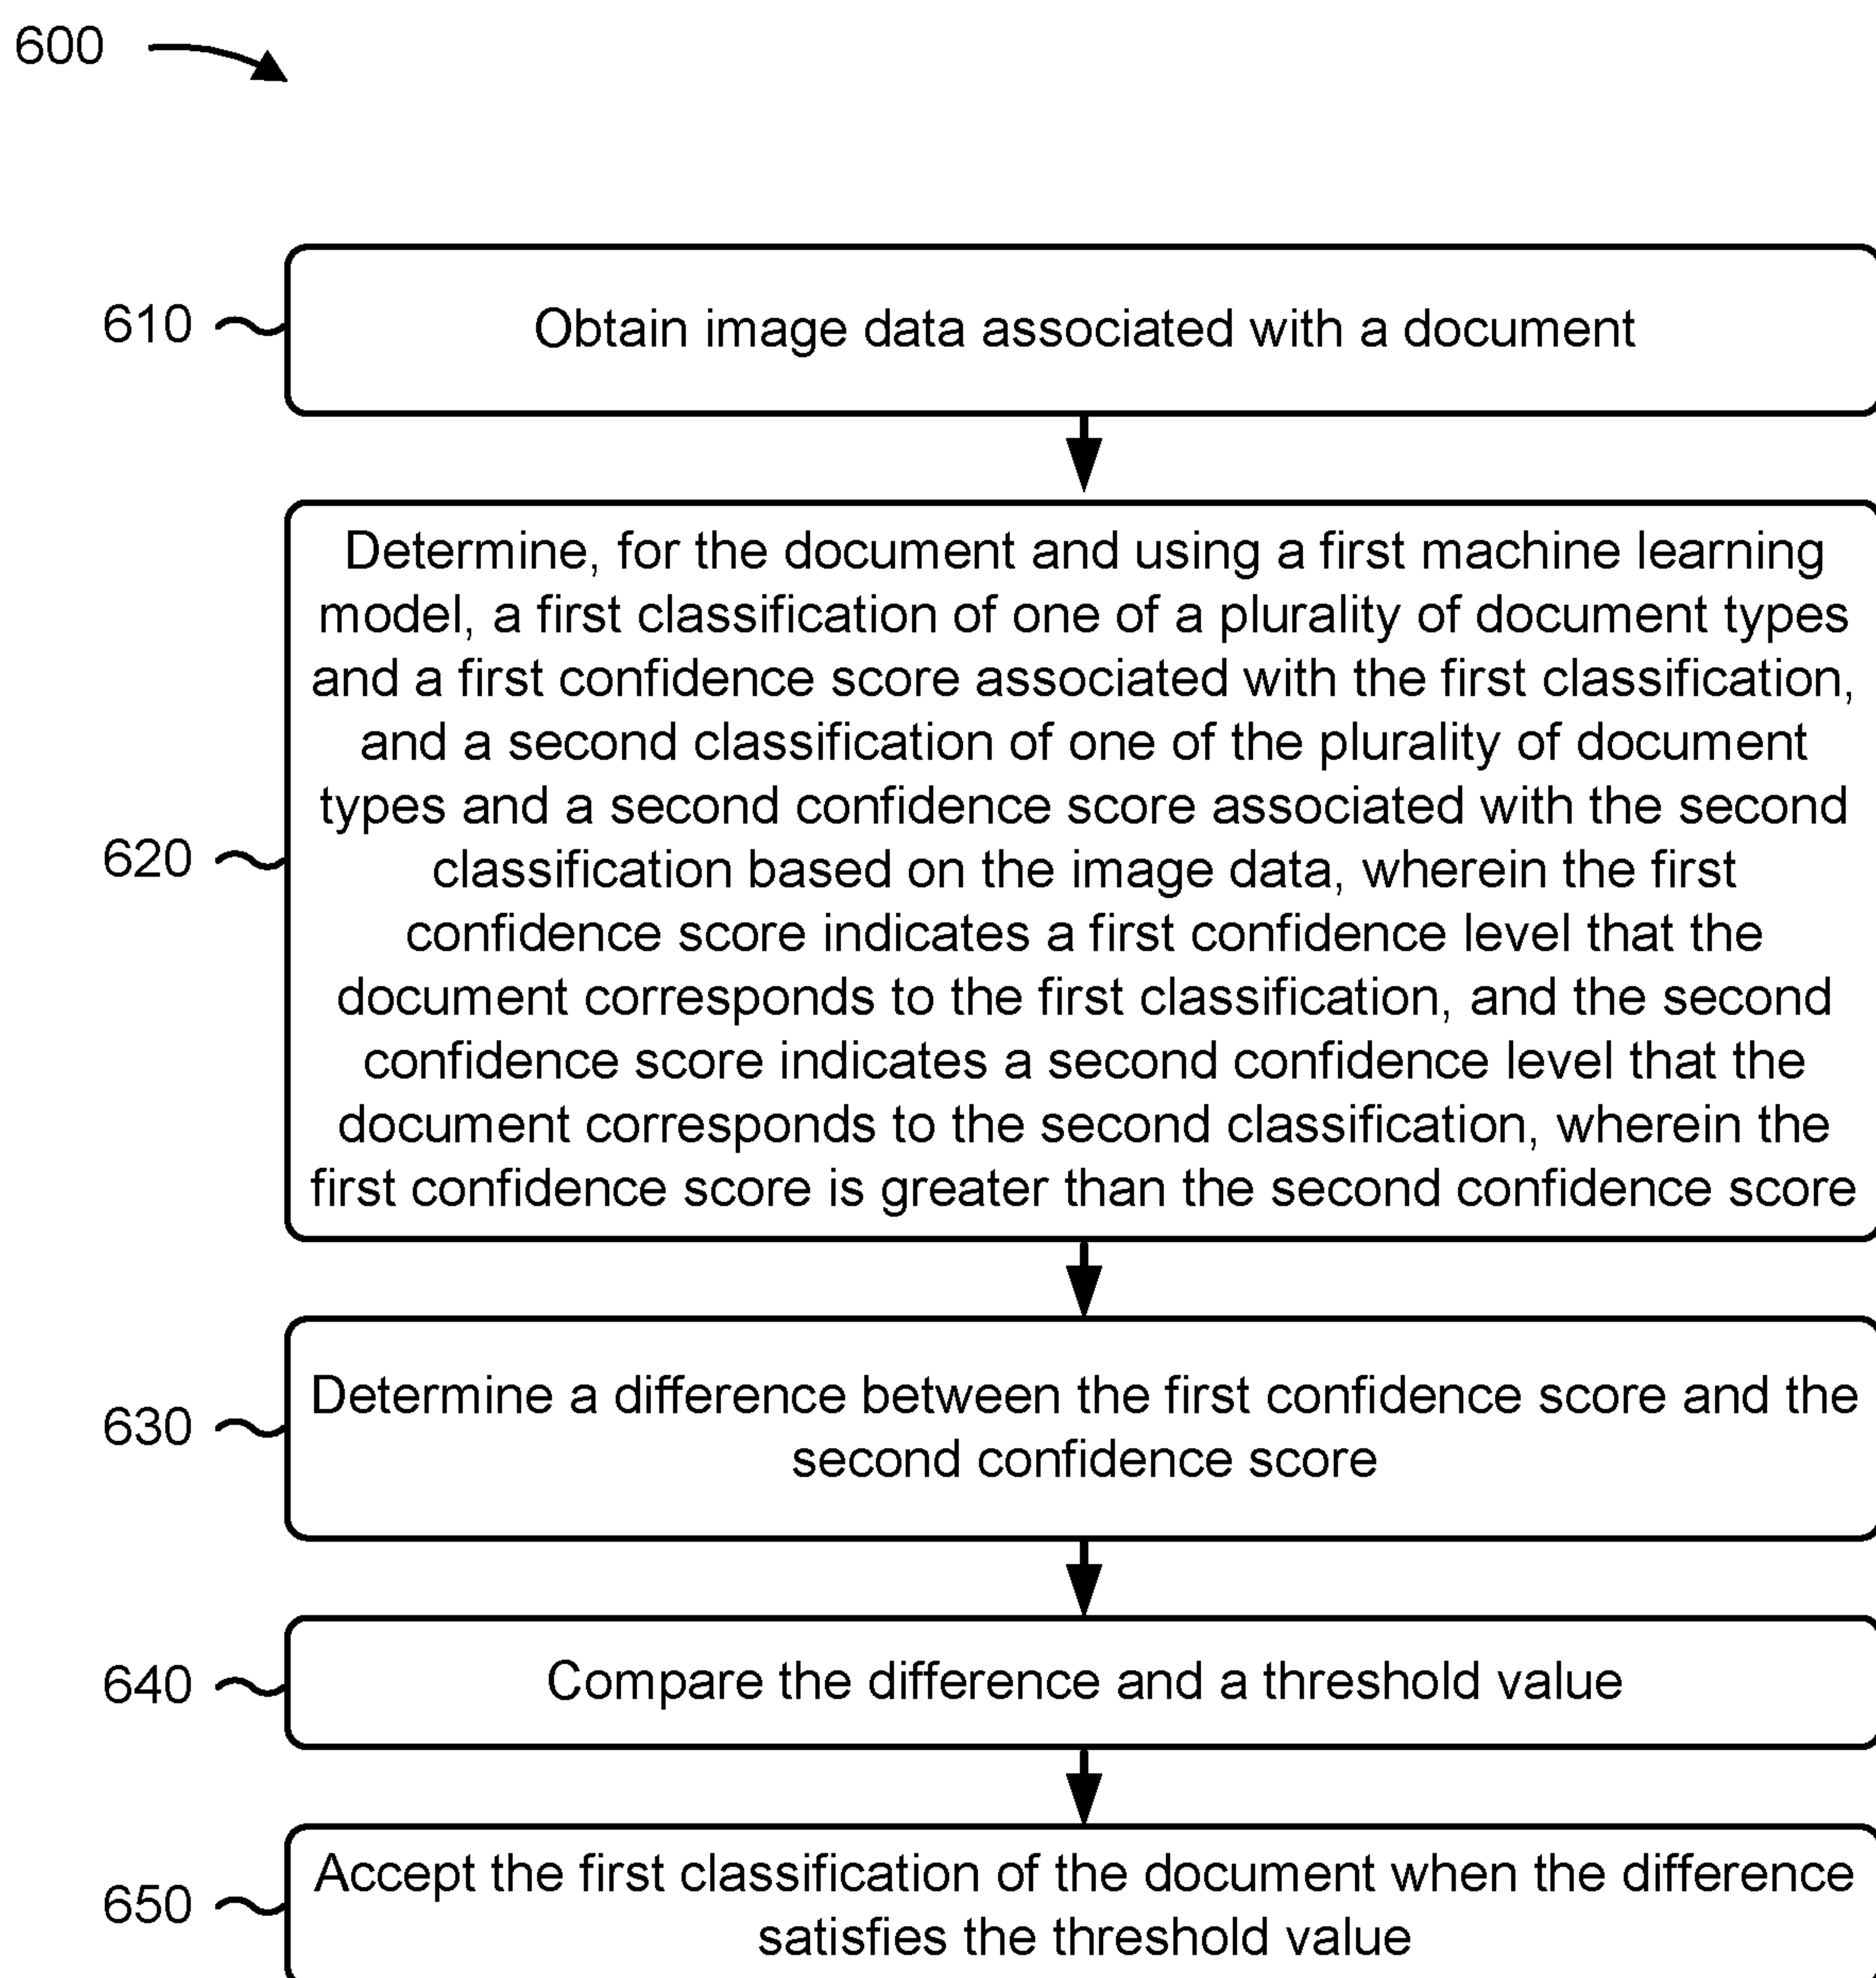 600
610
Obtain image data associated with a document
Determine, for the document and using a first machine learning
model, a first classification of one of a plurality of document types
and a first confidence score associated with the first classification,
and a second classification of one of the plurality of document
types and a second confidence score associated with the second
620
classification based on the image data, wherein the first
confidence score indicates a first confidence level that the
document corresponds to the first classification, and the second
confidence score indicates a second confidence level that the
document corresponds to the second classification, wherein the
first confidence score is greater than the second confidence score
630
Determine a difference between the first confidence score and the
second confidence score
640
Compare the difference and a threshold value
650
Accept the first classification of the document when the difference
satisfies the threshold value